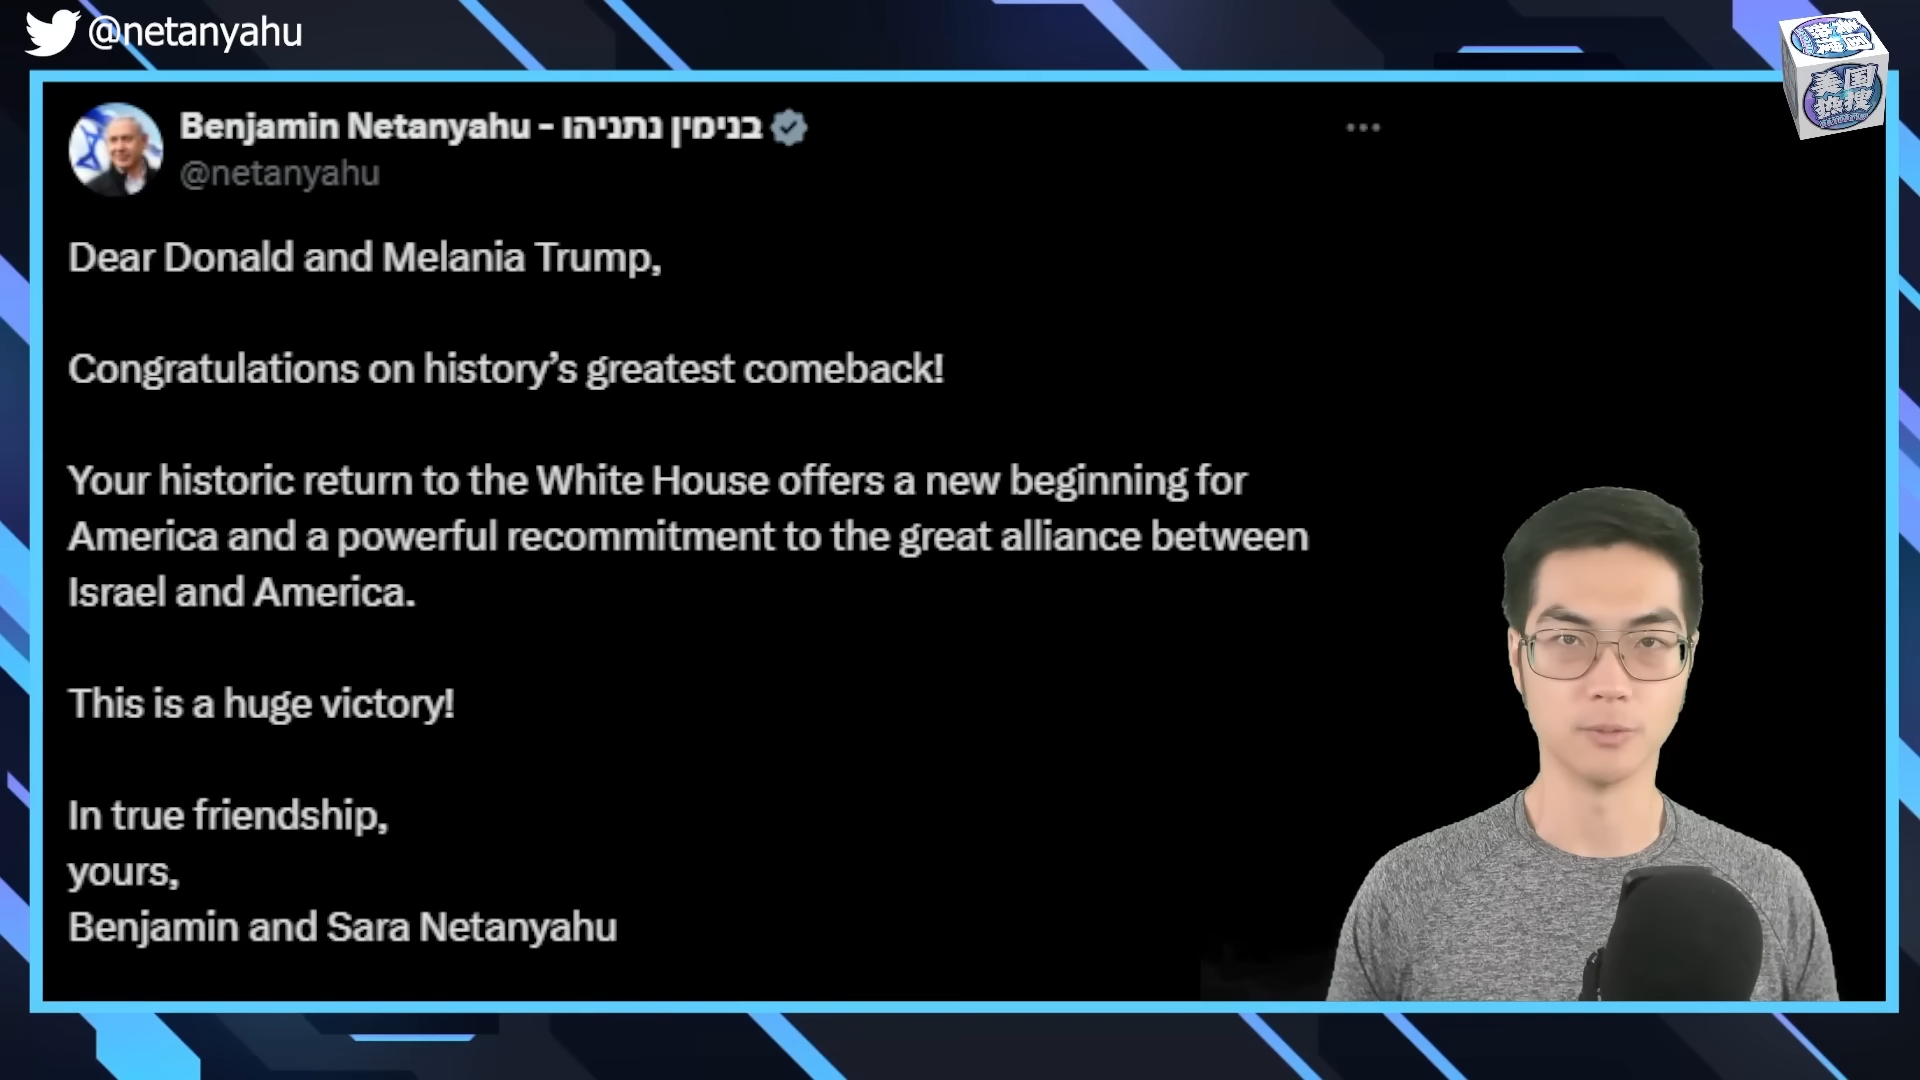 @netanyahu
美国
热搜
Benjamin Netanyahu - בנימין נתניהו
@netanyahu
Dear Donald and Melania Trump,
Congratulations on history’s greatest comeback!
Your historic return to the White House offers a new beginning for
America and a powerful recommitment to the great alliance between
Israel and America.
This is a huge victory!
In true friendship,
yours,
Benjamin and Sara Netanyahu